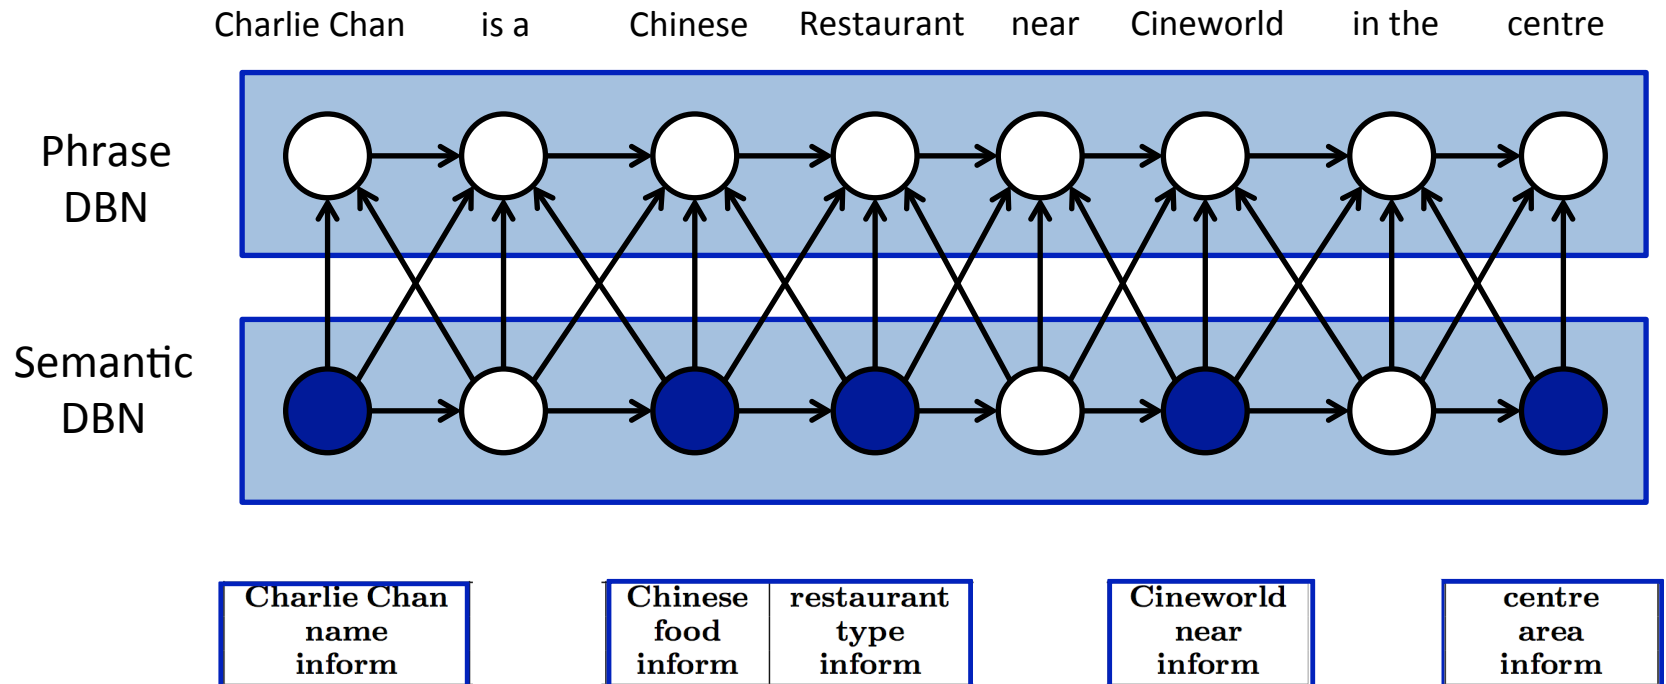 Charlie Chan is a Chinese Restaurant near Cineworld in the centre
Phrase
DBN
Semantic
DBN
Charlie Chan
name
inform
Chinese
food
inform
restaurant
type
inform
Cineworld
near
inform
centre
area
inform